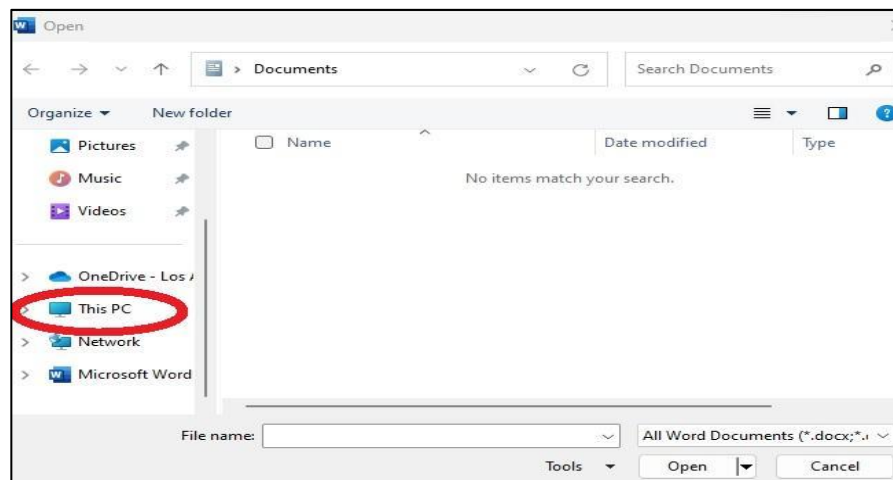 Open
Documents
Search Documents
Organize
New folder
Name
Date modified
Type
Pictures
No items match your search.
Music
Videos
OneDrive - Los
This PC
Network
Microsoft Word
File name:
All Word Documents (*.docx;*.
Tools
Open
Cancel